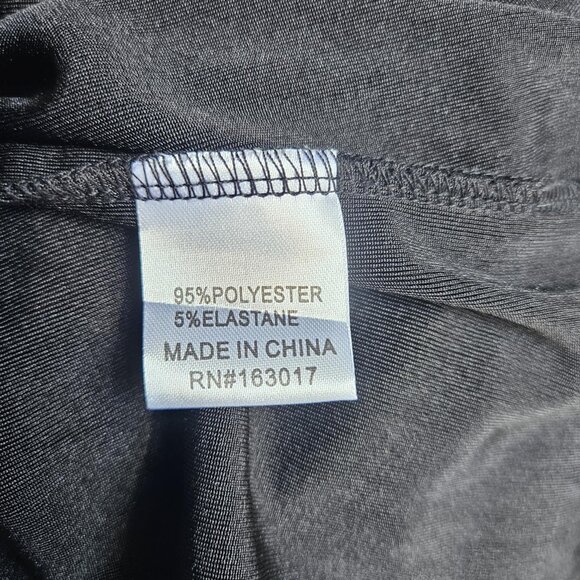 95%POLYESTER
5%ELASTANE
MADE IN CHINA
RN#163017